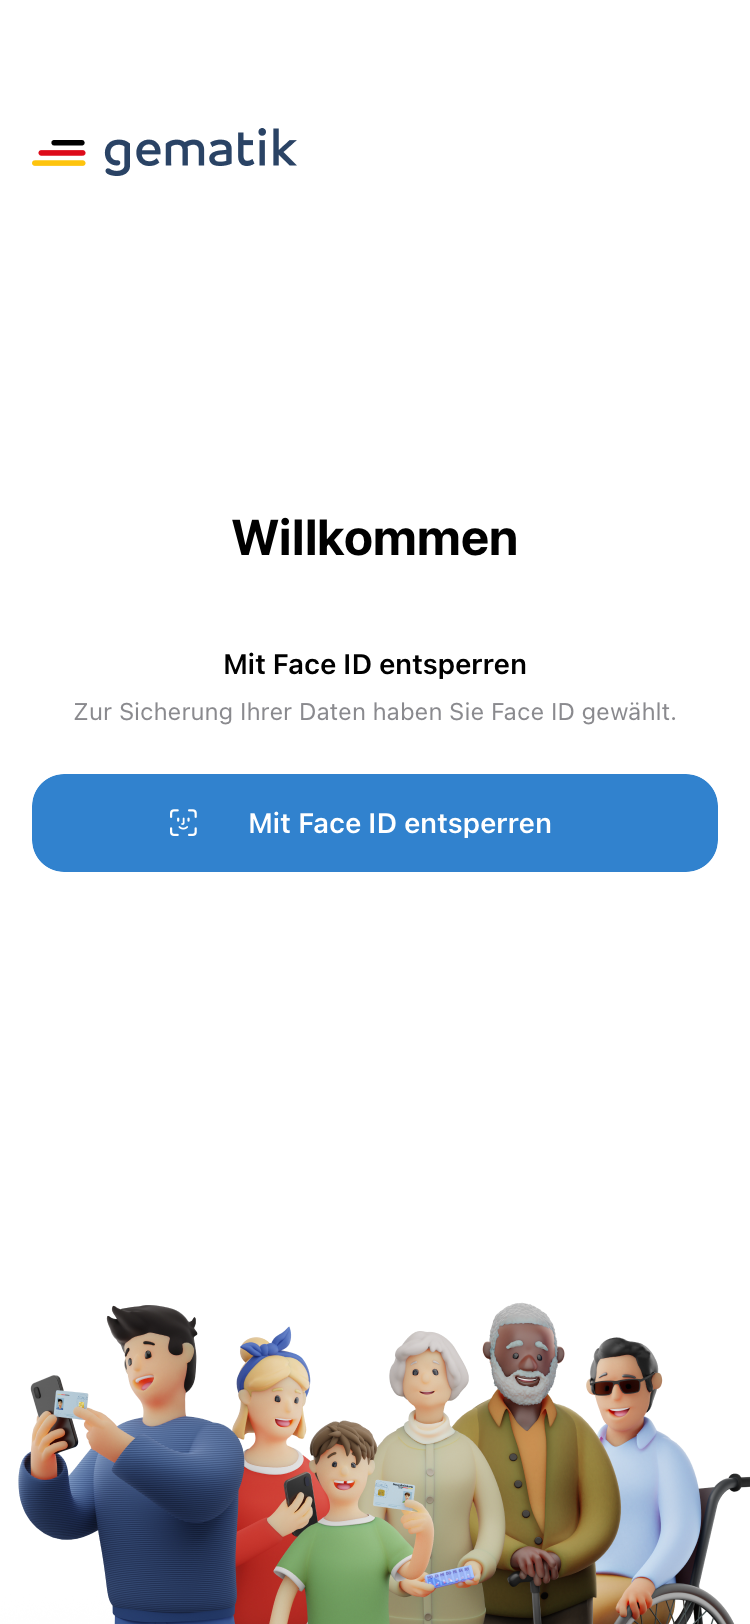 gematik
Willkommen
Mit Face ID entsperren
Zur Sicherung Ihrer Daten haben Sie Face ID gewählt.
Mit Face ID entsperren